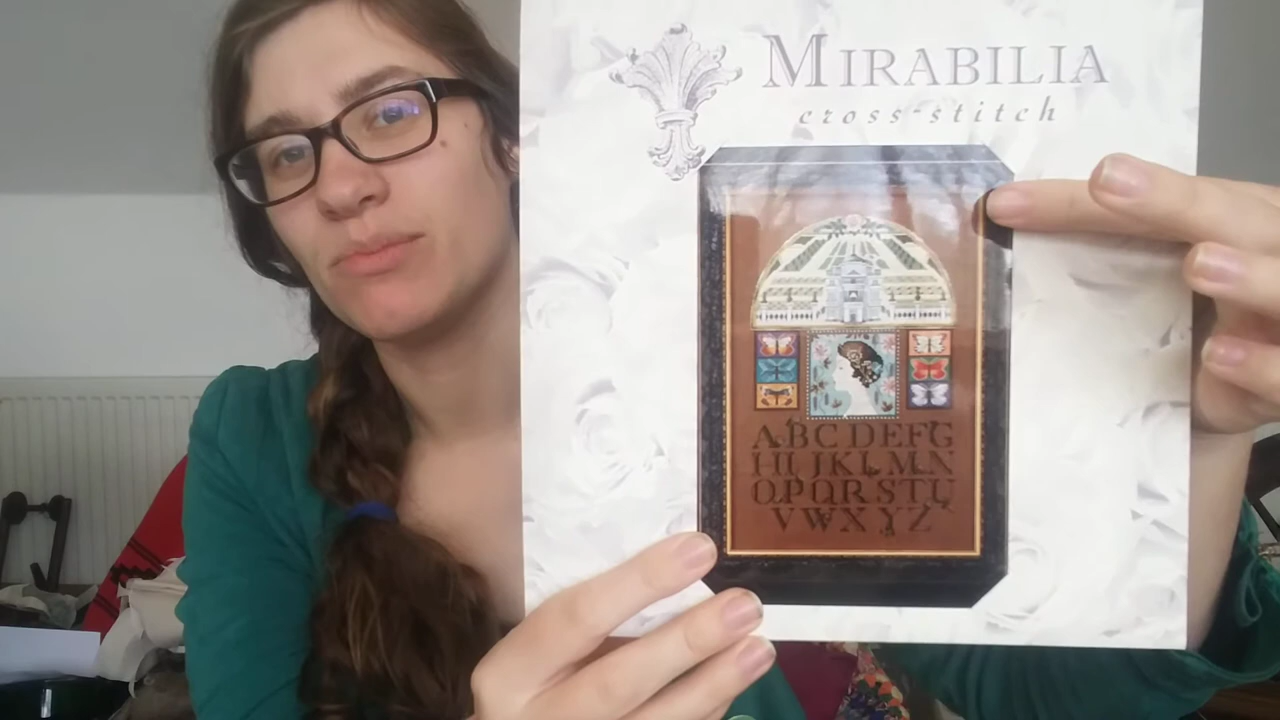 MIRABILIA
cross-stitch
ABCDEFG
HIJKLMN
OPQRSTU
VWXYZ